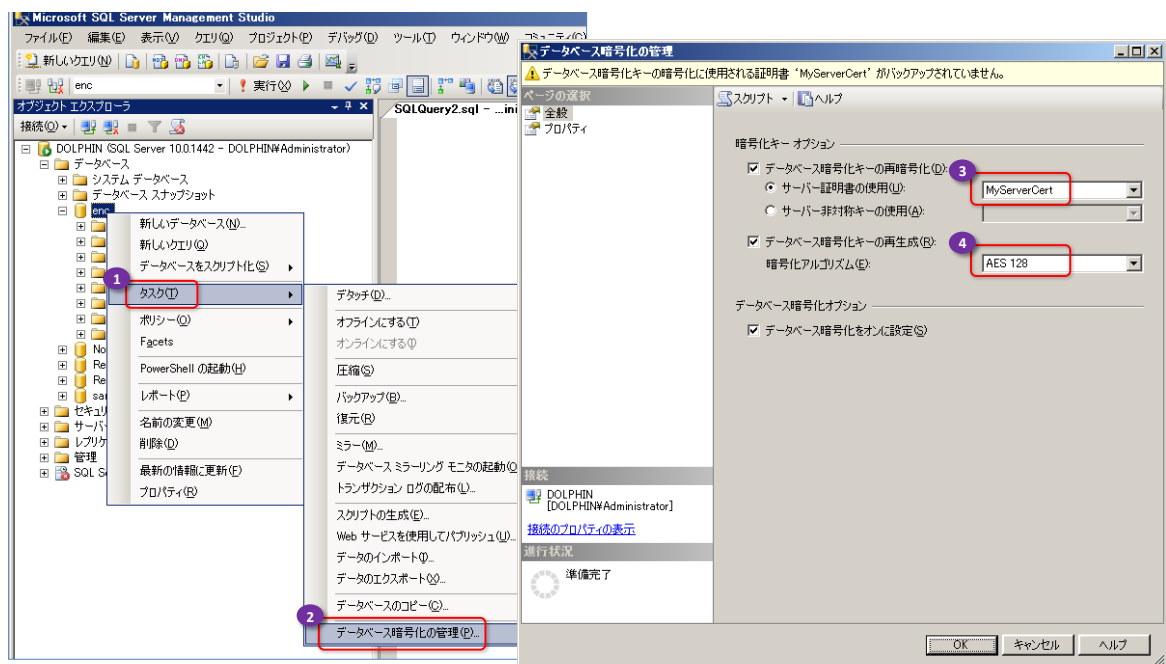 Microsoft SQL Server Management Studio
ファイル(F) 編集(E) 表示(V) クエリ(Q) プロジェクト(P) デバッグ(D) ツール(T) ウィンドウ(W) コミュニティ(C)
新しいクエリ(N)
enc
実行(X)
オブジェクト エクスプローラ
接続(O)
DOLPHIN (SQL Server 10.0.1442 - DOLPHIN¥Administrator)
データベース
システム データベース
データベース スナップショット
enc
No
Re
Re
sa
セキュリ
サーバ
レプリケ
管理
SQL S
SQLQuery2.sql - ...ini
新しいデータベース(N)...
新しいクエリ(Q)
データベースをスクリプト化(S)
1
タスク(T)
ポリシー(O)
Facets
PowerShell の起動(H)
レポート(P)
名前の変更(M)
削除(D)
最新の情報に更新(F)
プロパティ(R)
デタッチ(D)...
オフラインにする(T)
オンラインにする(I)
圧縮(S)
バックアップ(B)...
復元(R)
ミラー(M)...
データベース ミラーリング モニタの起動(O
トランザクション ログの配布(L)...
スクリプトの生成(E)...
Web サービスを使用してパブリッシュ(U)...
データのインポート(I)...
データのエクスポート(X)...
データベースのコピー(C)...
2
データベース暗号化の管理(P)...
データベース暗号化の管理
データベース暗号化キーの暗号化に使用される証明書 'MyServerCert' がバックアップされていません。
ページの選択
全般
プロパティ
スクリプト ヘルプ
暗号化キー オプション
データベース暗号化キーの再暗号化(D):
3
サーバー証明書の使用(U):
MyServerCert
サーバー非対称キーの使用(A):
データベース暗号化キーの再生成(R):
4
暗号化アルゴリズム(E):
AES 128
データベース暗号化オプション
データベース暗号化をオンに設定(S)
接続
DOLPHIN
[DOLPHIN¥Administrator]
接続のプロパティの表示
進行状況
準備完了
OK キャンセル ヘルプ